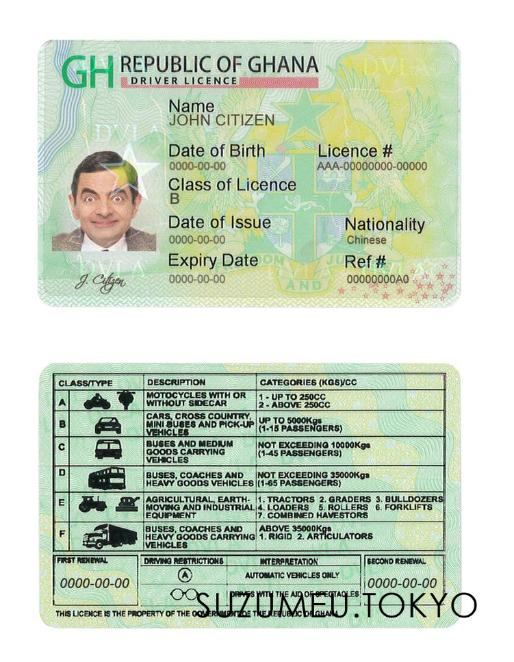 GH REPUBLIC OF GHANA
DRIVER LICENCE
DVLA
DVLA
Name
JOHN CITIZEN
Date of Birth Licence #
0000-00-00 AAA-00000000-00000
Class of Licence
B
Date of Issue Nationality
0000-00-00 Chinese
Expiry Date Ref #
0000-00-00 00000000A0
AND
J. Citizen
CLASS/TYPE DESCRIPTION CATEGORIES (KGS)/CC
A MOTOCYCLES WITH OR 1 - UP TO 250CC
WITHOUT SIDECAR 2 - ABOVE 250CC
B CARS, CROSS COUNTRY, UP TO 5000Kgs
MINI BUSES AND PICK-UP (1-15 PASSENGERS)
VEHICLES
C BUSES AND MEDIUM NOT EXCEEDING 10000Kgs
GOODS CARRYING (1-45 PASSENGERS)
VEHICLES
D BUSES, COACHES AND NOT EXCEEDING 35000Kgs
HEAVY GOODS VEHICLES (1-65 PASSENGERS)
E AGRICULTURAL, EARTH- 1. TRACTORS 2. GRADERS 3. BULLDOZERS
MOVING AND INDUSTRIAL 4. LOADERS 5. ROLLERS 6. FORKLIFTS
EQUIPMENT 7. COMBINED HAVESTORS
F BUSES, COACHES AND ABOVE 35000Kgs
HEAVY GOODS CARRYING 1. RIGID 2. ARTICULATORS
VEHICLES
FIRST RENEWAL DRIVING RESTRICTIONS INTERPRETATION SECOND RENEWAL
0000-00-00 A AUTOMATIC VEHICLES ONLY 0000-00-00
DRIVES WITH THE AID OF SPECTACLES
SUZUMEU.TOKYO
THIS LICENCE IS THE PROPERTY OF THE GOVERNMENT OF THE REPUBLIC OF GHANA